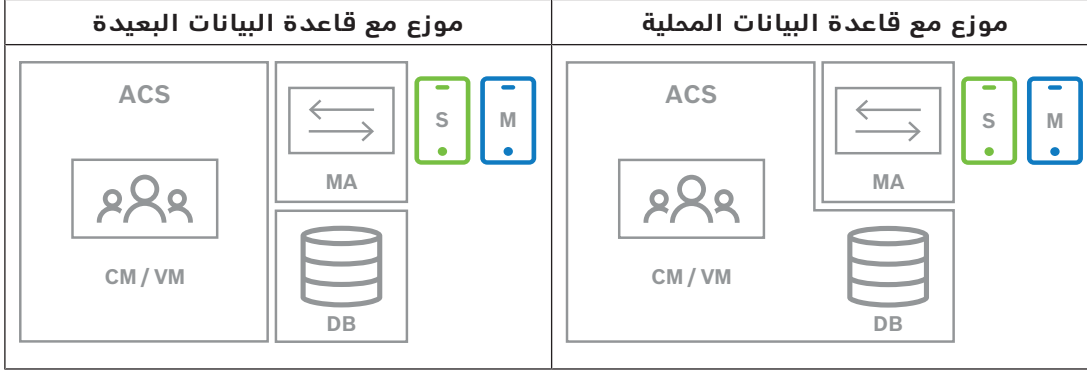 موزع مع قاعدة البيانات المحلية
موزع مع قاعدة البيانات البعيدة
ACS
S
M
MA
CM / VM
DB
ACS
S
M
MA
CM / VM
DB